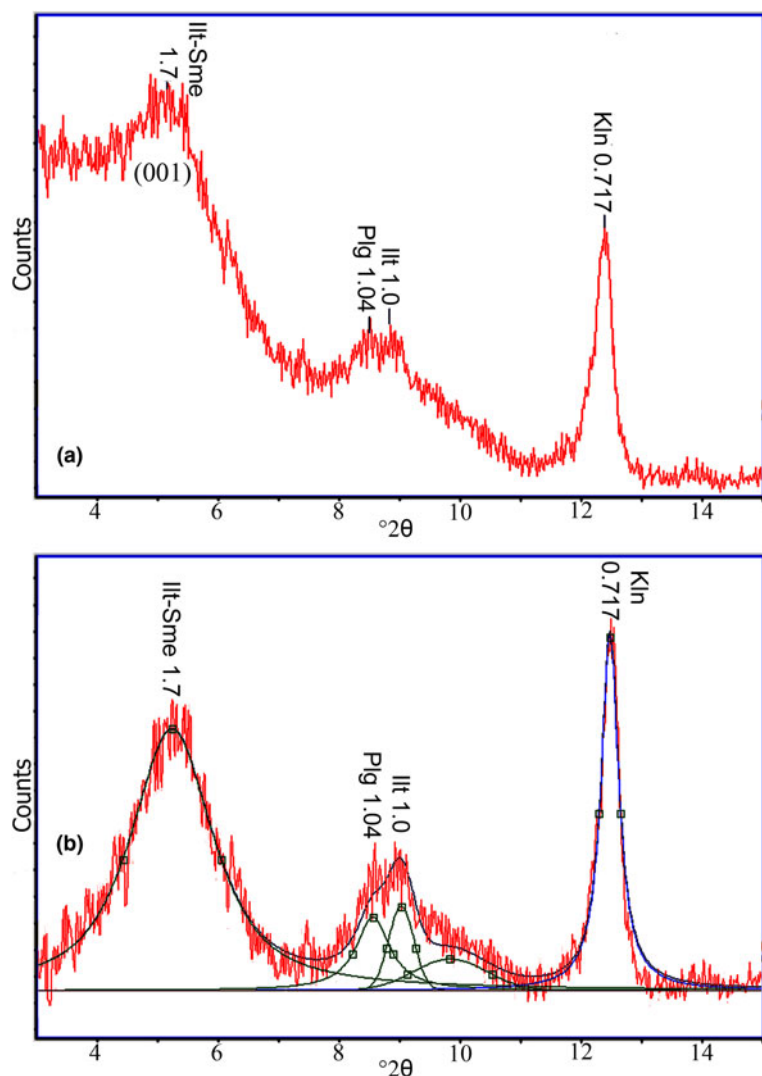 Ilt-Sme
1.7
(001)
Plg 1.04
Ilt 1.0
Kln 0.717
Counts
(a)
4 6 8 10 12 14
°2θ
Ilt-Sme 1.7
Plg 1.04
Ilt 1.0
Kln
0.717
Counts
(b)
4 6 8 10 12 14
°2θ